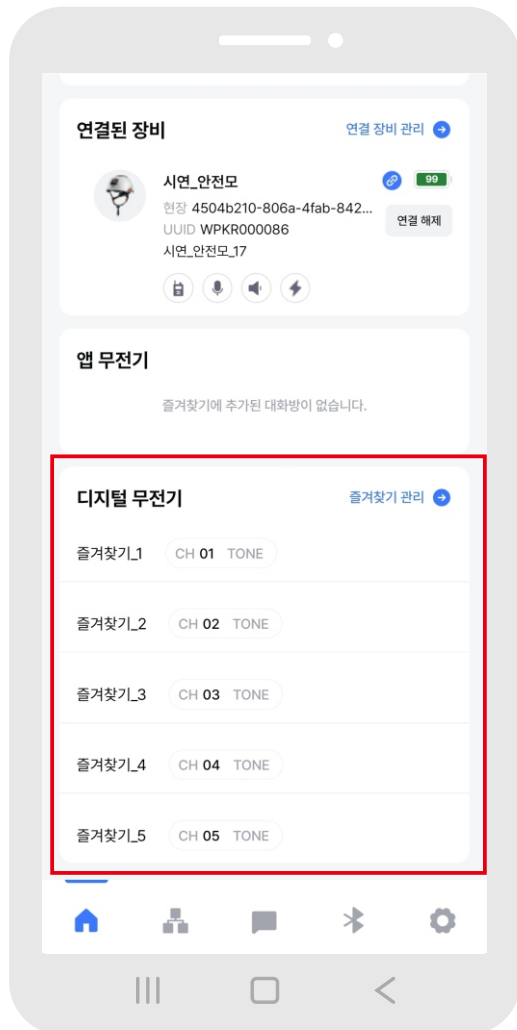 연결된 장비
연결 장비 관리
시연_안전모
99
현장 4504b210-806a-4fab-842...
연결 해제
UUID WPKR000086
시연_안전모_17
앱 무전기
즐겨찾기에 추가된 대화방이 없습니다.
디지털 무전기
즐겨찾기 관리
즐겨찾기_1 CH 01 TONE
즐겨찾기_2 CH 02 TONE
즐겨찾기_3 CH 03 TONE
즐겨찾기_4 CH 04 TONE
즐겨찾기_5 CH 05 TONE